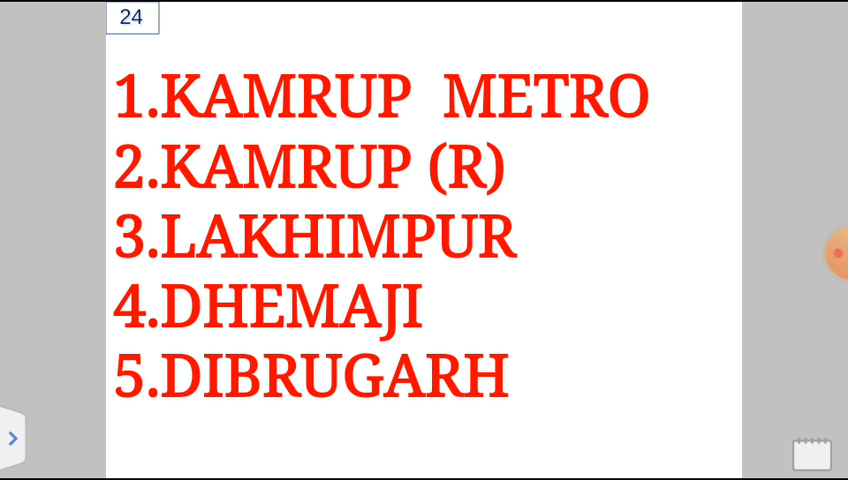 24
1.KAMRUP METRO
2.KAMRUP (R)
3.LAKHIMPUR
4.DHEMAJI
5.DIBRUGARH